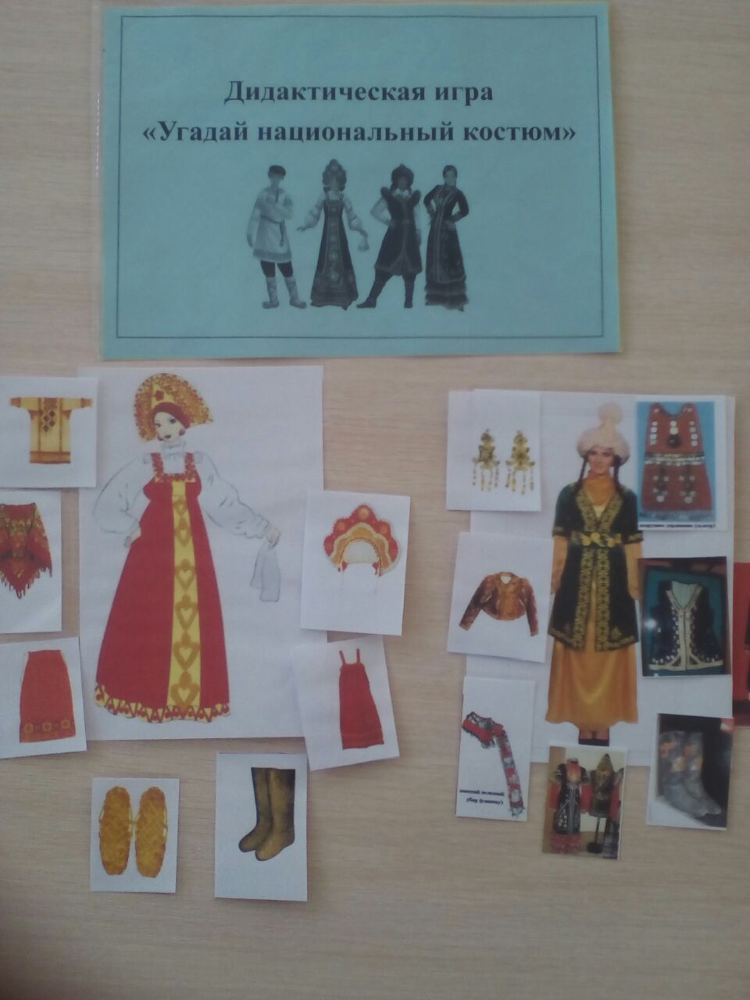 Дидактическая игра
«Угадай национальный костюм»